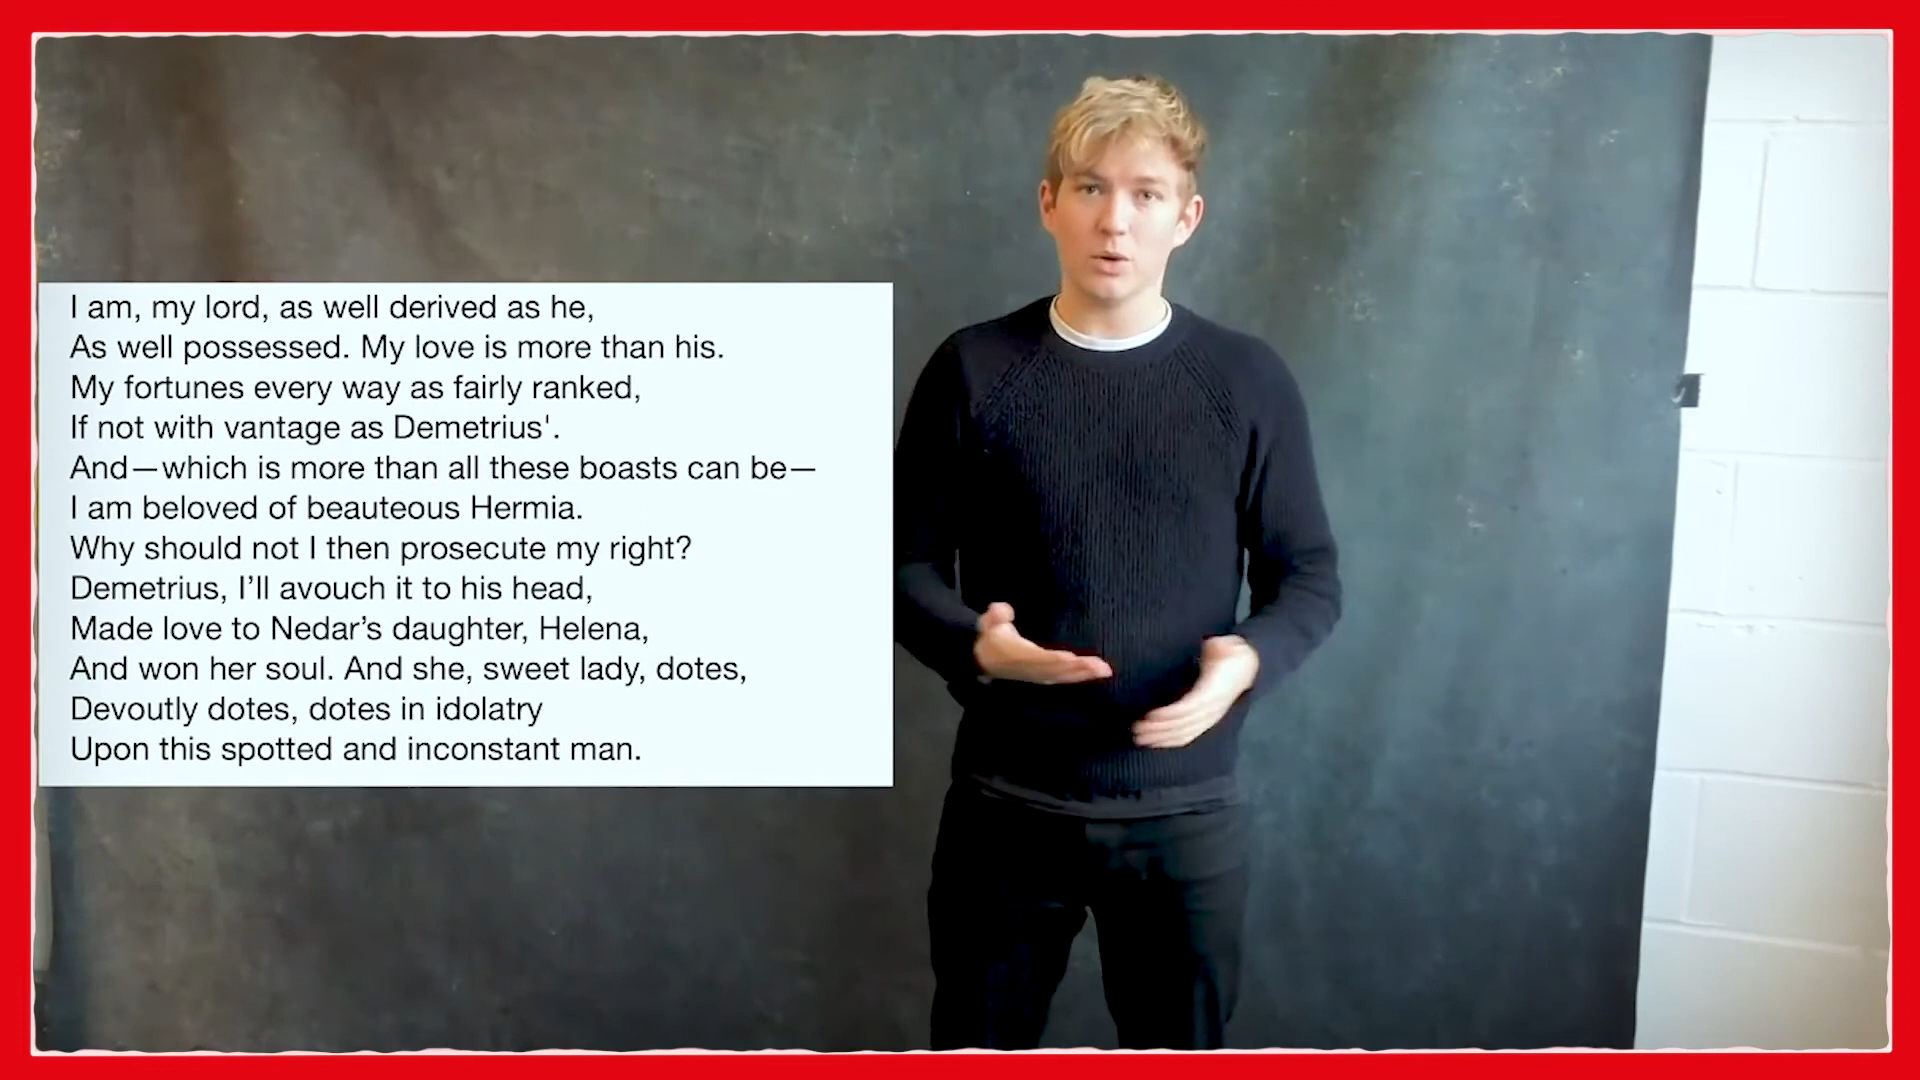 I am, my lord, as well derived as he,
As well possessed. My love is more than his.
My fortunes every way as fairly ranked,
If not with vantage as Demetrius'.
And—which is more than all these boasts can be—
I am beloved of beauteous Hermia.
Why should not I then prosecute my right?
Demetrius, I’ll avouch it to his head,
Made love to Nedar’s daughter, Helena,
And won her soul. And she, sweet lady, dotes,
Devoutly dotes, dotes in idolatry
Upon this spotted and inconstant man.